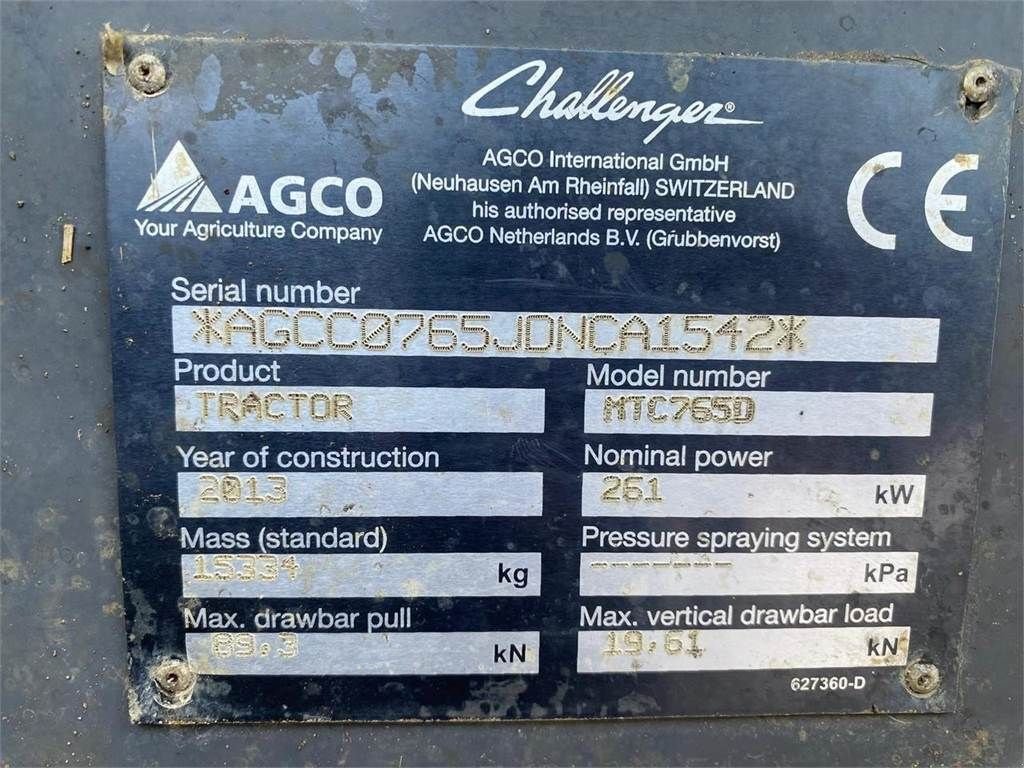 Challenger®
AGCO International GmbH
(Neuhausen Am Rheinfall) SWITZERLAND
his authorised representative
AGCO Netherlands B.V. (Grubbenvorst)
AGCO
Your Agriculture Company
CE
Serial number
*AGCC0765JDNCA1542*
Product
TRACTOR
Model number
MTC765D
Year of construction
2013
Nominal power
261 kW
Mass (standard)
15334 kg
Pressure spraying system
------- kPa
Max. drawbar pull
89,3 kN
Max. vertical drawbar load
19,61 kN
627360-D